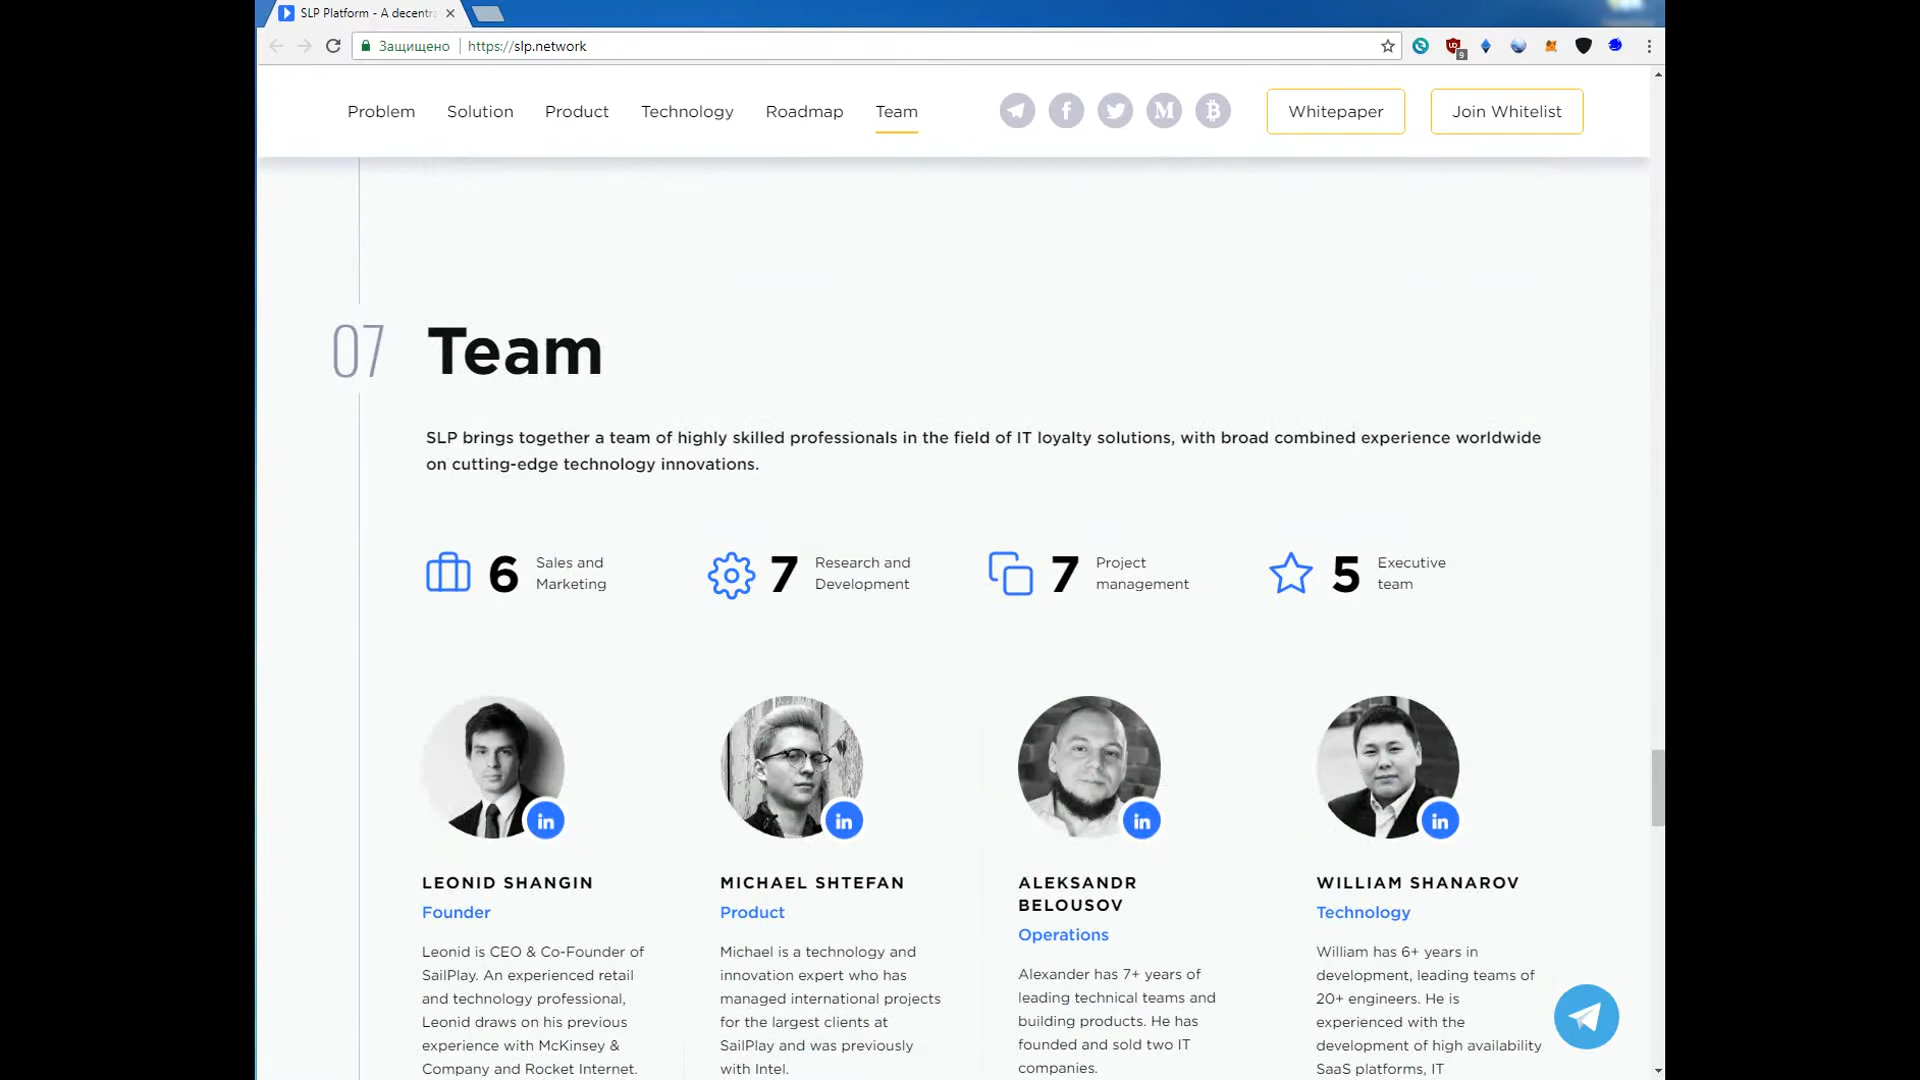 SLP Platform - A decentr
Защищено
https://slp.network
Problem
Solution
Product
Technology
Roadmap
Team
Whitepaper
Join Whitelist
07
Team
SLP brings together a team of highly skilled professionals in the field of IT loyalty solutions, with broad combined experience worldwide
on cutting-edge technology innovations.
6
Sales and
Marketing
7
Research and
Development
7
Project
management
5
Executive
team
in
in
in
in
LEONID SHANGIN
Founder
Leonid is CEO & Co-Founder of
SailPlay. An experienced retail
and technology professional,
Leonid draws on his previous
experience with McKinsey &
Company and Rocket Internet.
MICHAEL SHTEFAN
Product
Michael is a technology and
innovation expert who has
managed international projects
for the largest clients at
SailPlay and was previously
with Intel.
ALEKSANDR
BELOUSOV
Operations
Alexander has 7+ years of
leading technical teams and
building products. He has
founded and sold two IT
companies.
WILLIAM SHANAROV
Technology
William has 6+ years in
development, leading teams of
20+ engineers. He is
experienced with the
development of high availability
SaaS platforms, IT